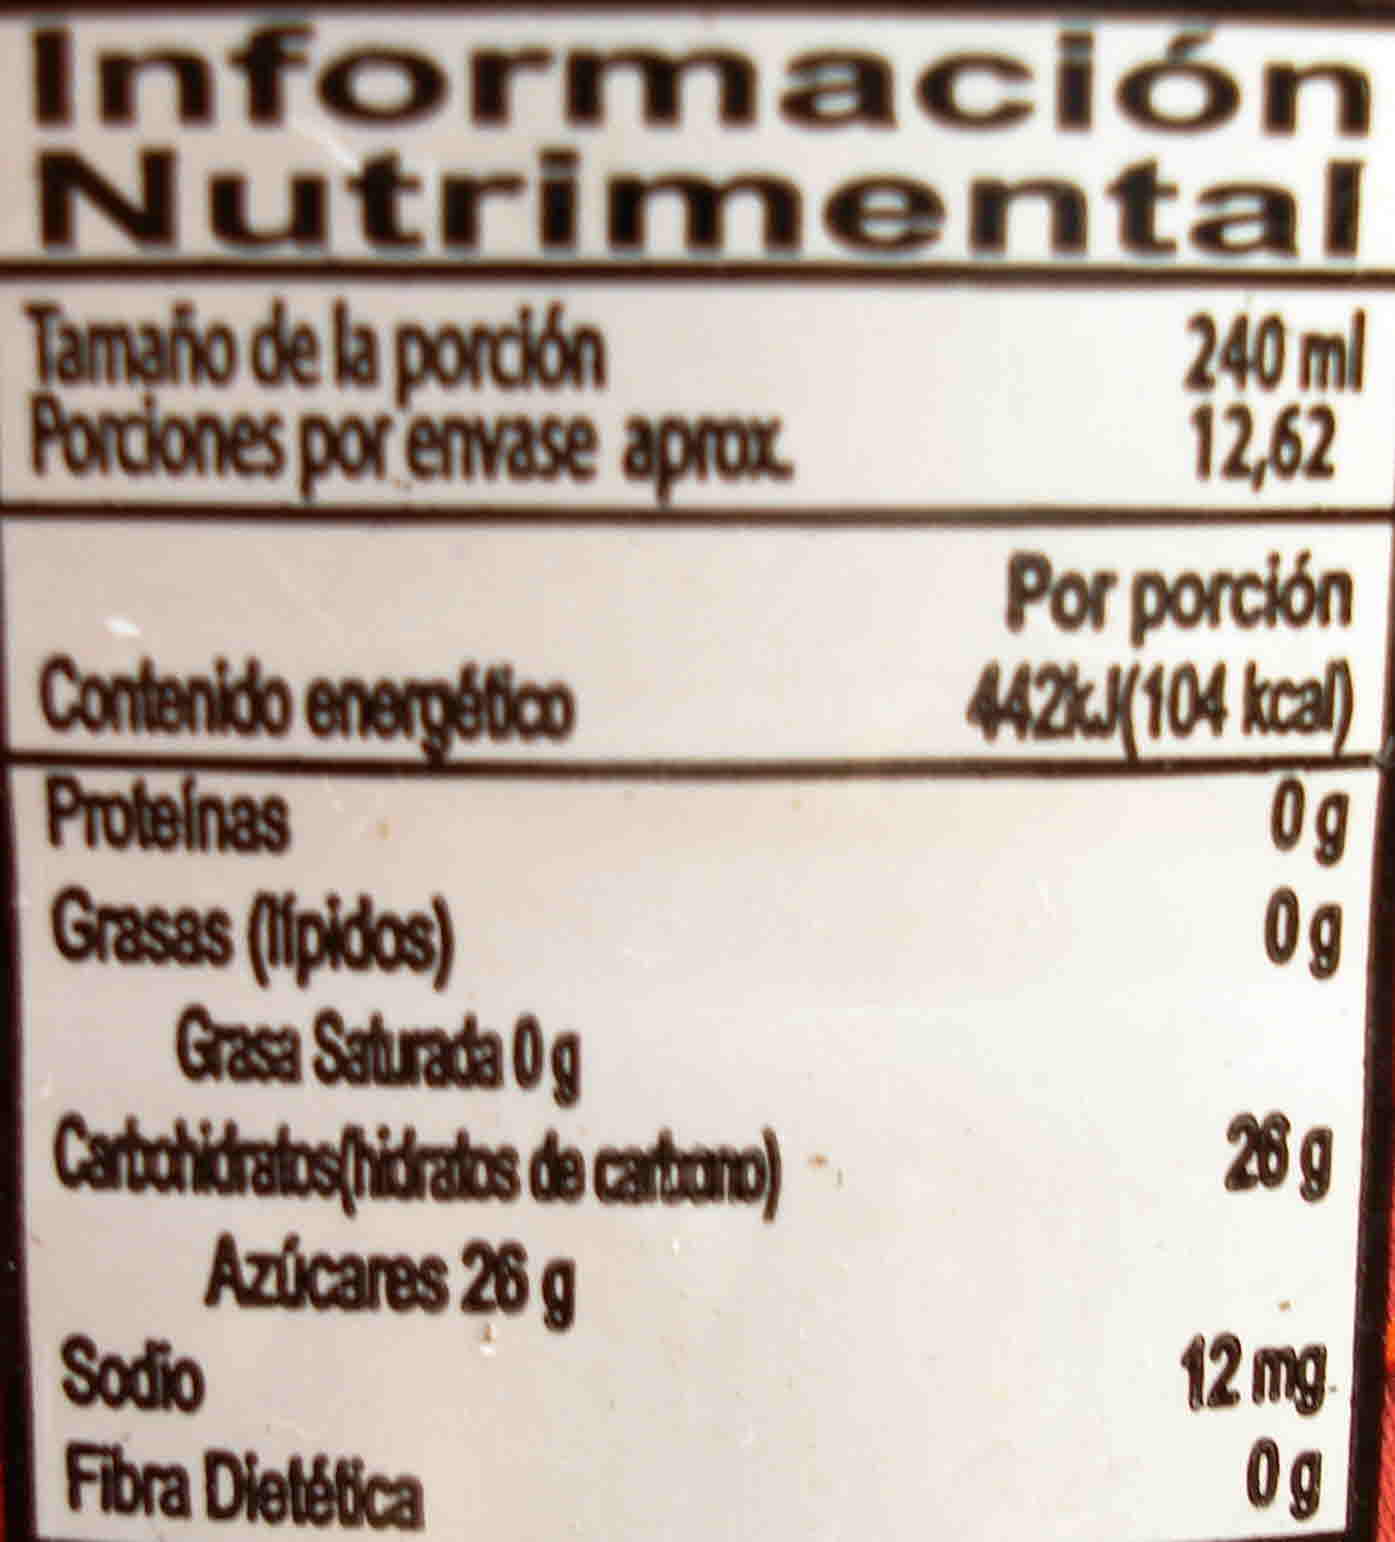 Información
Nutrimental
Tamaño de la porción 240 ml
Porciones por envase aprox. 12,62
Por porción
Contenido energético 442kJ(104 kcal)
Proteínas 0 g
Grasas (lípidos) 0 g
Grasa Saturada 0 g
Carbohidratos(hidratos de carbono) 26 g
Azúcares 26 g
Sodio 12 mg
Fibra Dietética 0 g